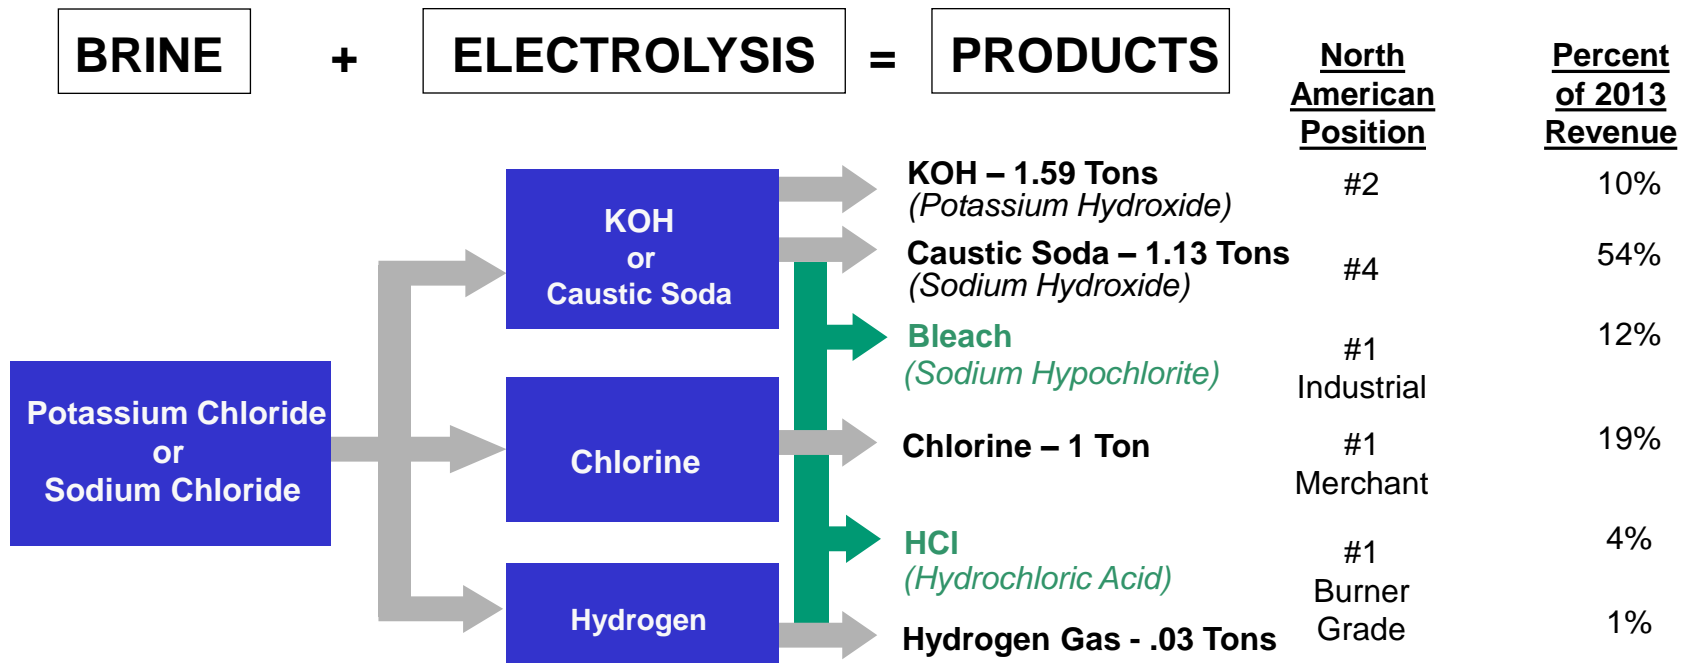 BRINE + ELECTROLYSIS = PRODUCTS
North
American
Position
Percent
of 2013
Revenue
Potassium Chloride
or
Sodium Chloride
KOH
or
Caustic Soda
Chlorine
Hydrogen
KOH – 1.59 Tons
(Potassium Hydroxide)
#2
10%
Caustic Soda – 1.13 Tons
(Sodium Hydroxide)
#4
54%
Bleach
(Sodium Hypochlorite)
#1
Industrial
12%
Chlorine – 1 Ton
#1
Merchant
19%
HCl
(Hydrochloric Acid)
#1
Burner
Grade
4%
Hydrogen Gas - .03 Tons
1%